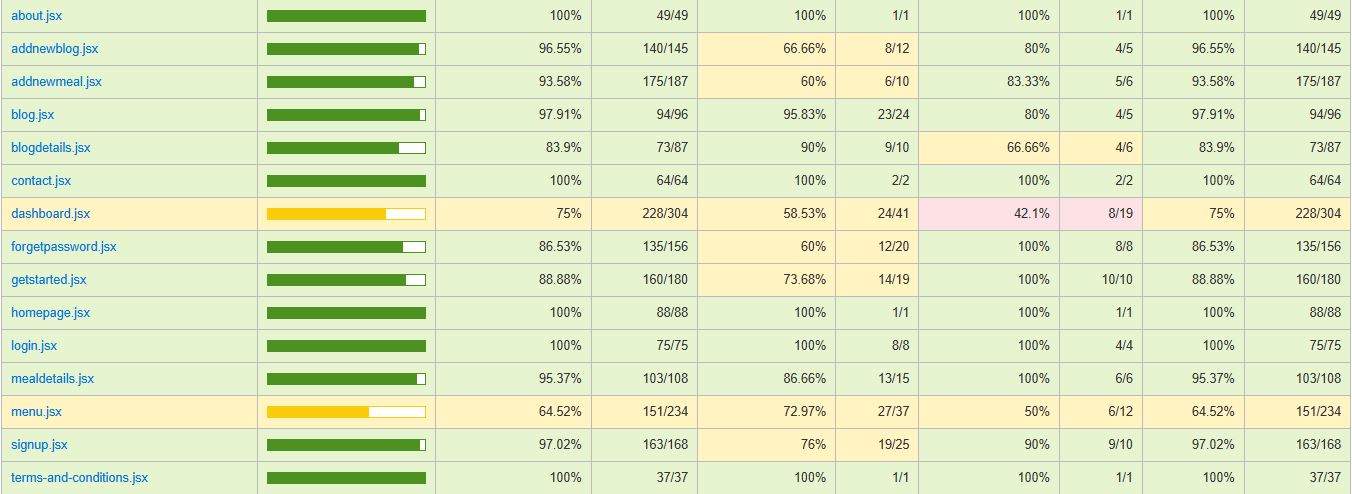 about.jsx 100% 49/49 100% 1/1 100% 1/1 100% 49/49
addnewblog.jsx 96.55% 140/145 66.66% 8/12 80% 4/5 96.55% 140/145
addnewmeal.jsx 93.58% 175/187 60% 6/10 83.33% 5/6 93.58% 175/187
blog.jsx 97.91% 94/96 95.83% 23/24 80% 4/5 97.91% 94/96
blogdetails.jsx 83.9% 73/87 90% 9/10 66.66% 4/6 83.9% 73/87
contact.jsx 100% 64/64 100% 2/2 100% 2/2 100% 64/64
dashboard.jsx 75% 228/304 58.53% 24/41 42.1% 8/19 75% 228/304
forgetpassword.jsx 86.53% 135/156 60% 12/20 100% 8/8 86.53% 135/156
getstarted.jsx 88.88% 160/180 73.68% 14/19 100% 10/10 88.88% 160/180
homepage.jsx 100% 88/88 100% 1/1 100% 1/1 100% 88/88
login.jsx 100% 75/75 100% 8/8 100% 4/4 100% 75/75
mealdetails.jsx 95.37% 103/108 86.66% 13/15 100% 6/6 95.37% 103/108
menu.jsx 64.52% 151/234 72.97% 27/37 50% 6/12 64.52% 151/234
signup.jsx 97.02% 163/168 76% 19/25 90% 9/10 97.02% 163/168
terms-and-conditions.jsx 100% 37/37 100% 1/1 100% 1/1 100% 37/37